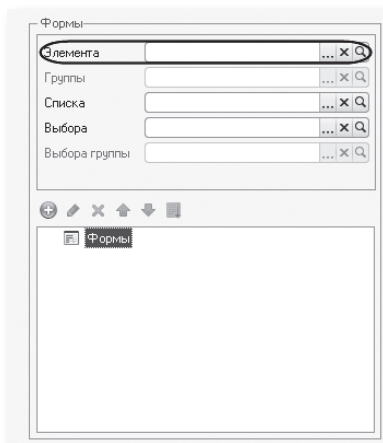 Формы
Элемента
Группы
Списка
Выбора
Выбора группы
Формы